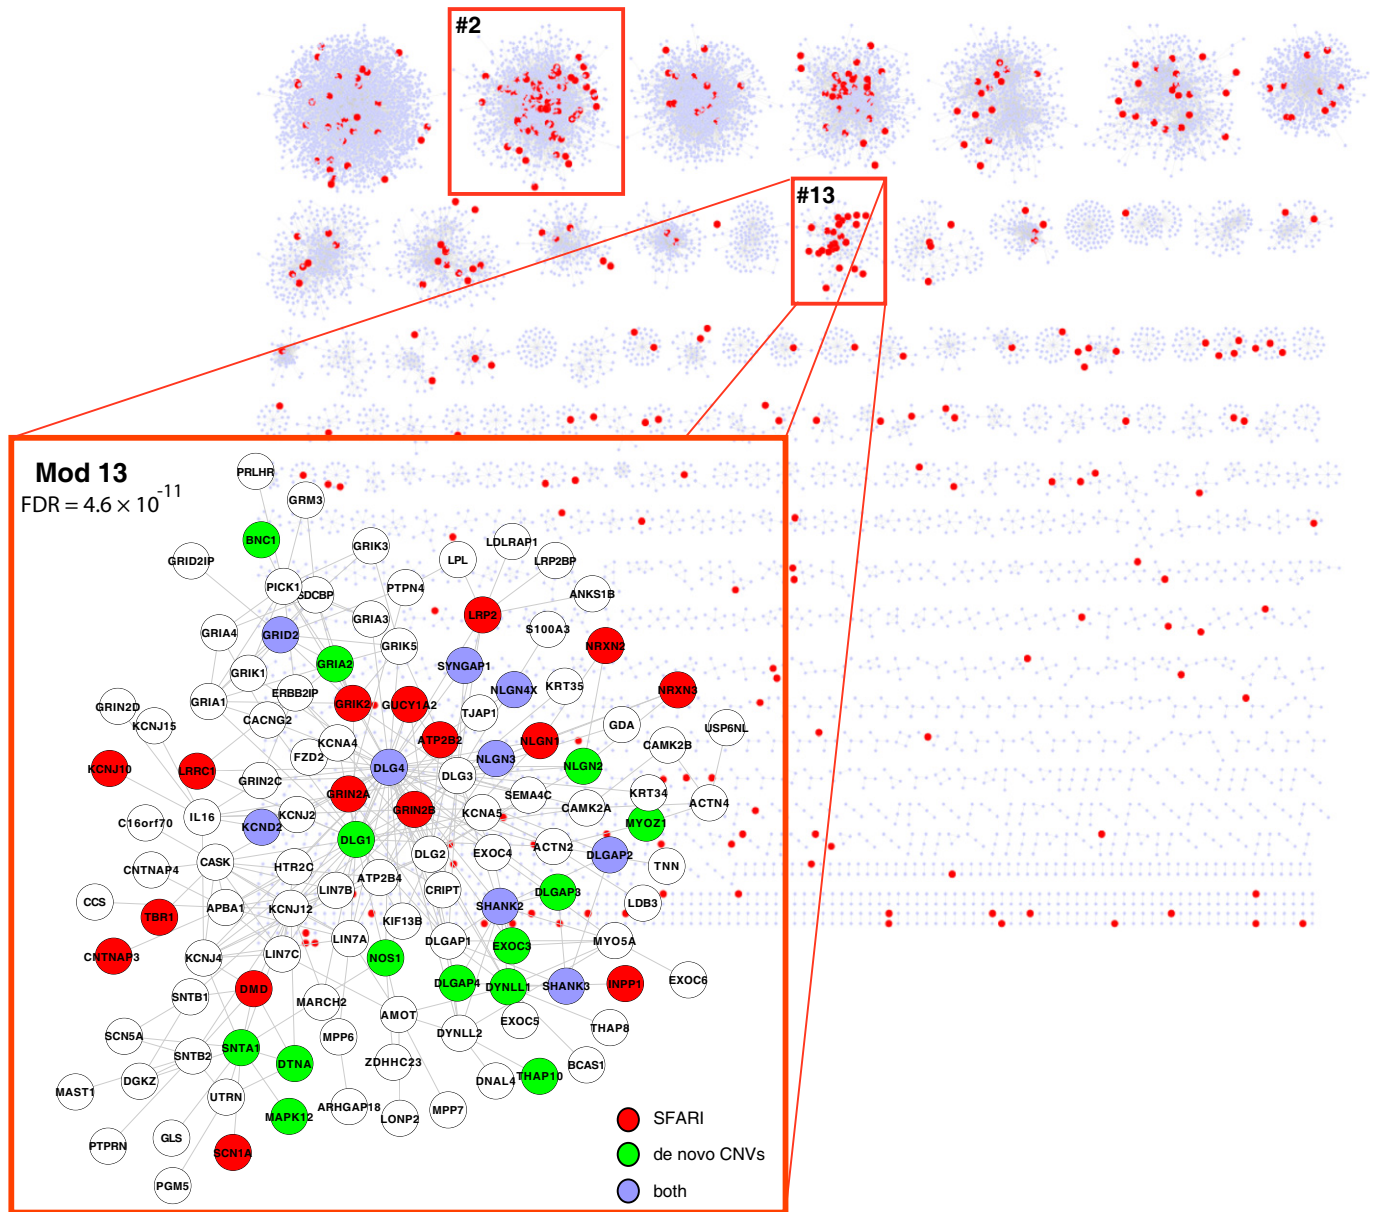 #2
#13
Mod 13
FDR = 4.6 × 10
-11
PRLHR
GRM3
BNC1
GRIK3
LDLRAP1
GRID2IP
LPL
LRP2BP
PICK1
SDCBP
PTPN4
ANKS1B
LRP2
GRIA3
GRIA4
GRID2
S100A3
GRIK5
NRXN2
GRIA2
SYNGAP1
GRIK1
ERBB2IP
NLGN4X
KRT35
NRXN3
GRIA1
GRIK2
GUCY1A2
GRIN2D
KCNJ15
CACNG2
TJAP1
GDA
USP6NL
KCNA4
ATP2B2
NLGN1
CAMK2B
FZD2
NLGN3
KCNJ10
LRRC1
DLG4
NLGN2
GRIN2C
DLG3
GRIN2A
SEMA4C
KRT34
ACTN4
C16orf70
IL16
KCNJ2
GRIN2B
KCNA5
CAMK2A
MYOZ1
KCND2
DLG1
CNTNAP4
CASK
HTR2C
DLG2
EXOC4
ACTN2
DLGAP2
TNN
ATP2B4
LIN7B
CRIPT
DLGAP3
CCS
TBR1
APBA1
KCNJ12
KIF13B
SHANK2
LDB3
CNTNAP3
KCNJ4
LIN7C
LIN7A
DLGAP1
EXOC3
MYO5A
NOS1
SNTB1
DMD
MARCH2
DLGAP4
DYNLL1
SHANK3
INPP1
EXOC6
SCN5A
AMOT
EXOC5
THAP8
SNTB2
SNTA1
MPP6
DYNLL2
MAST1
DGKZ
DTNA
ZDHHC23
DNAL4
THAP10
BCAS1
UTRN
MAPK12
ARHGAP18
LONP2
MPP7
PTPRN
GLS
SCN1A
PGM5
SFARI
de novo CNVs
both